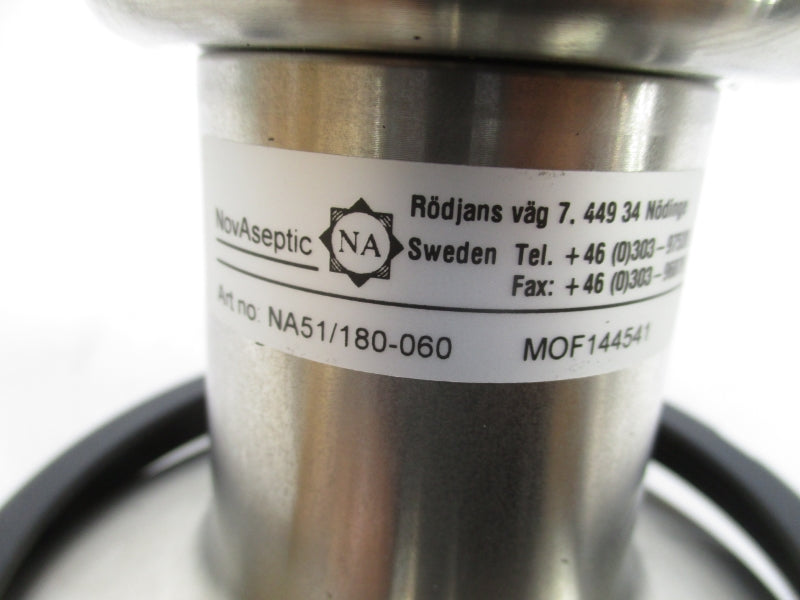 NovAseptic
NA
Rödjans väg 7. 449 34
Sweden Tel. +46 (0)303-
Fax: +46 (0)303-
Art no: NA51/180-060 MOF144541